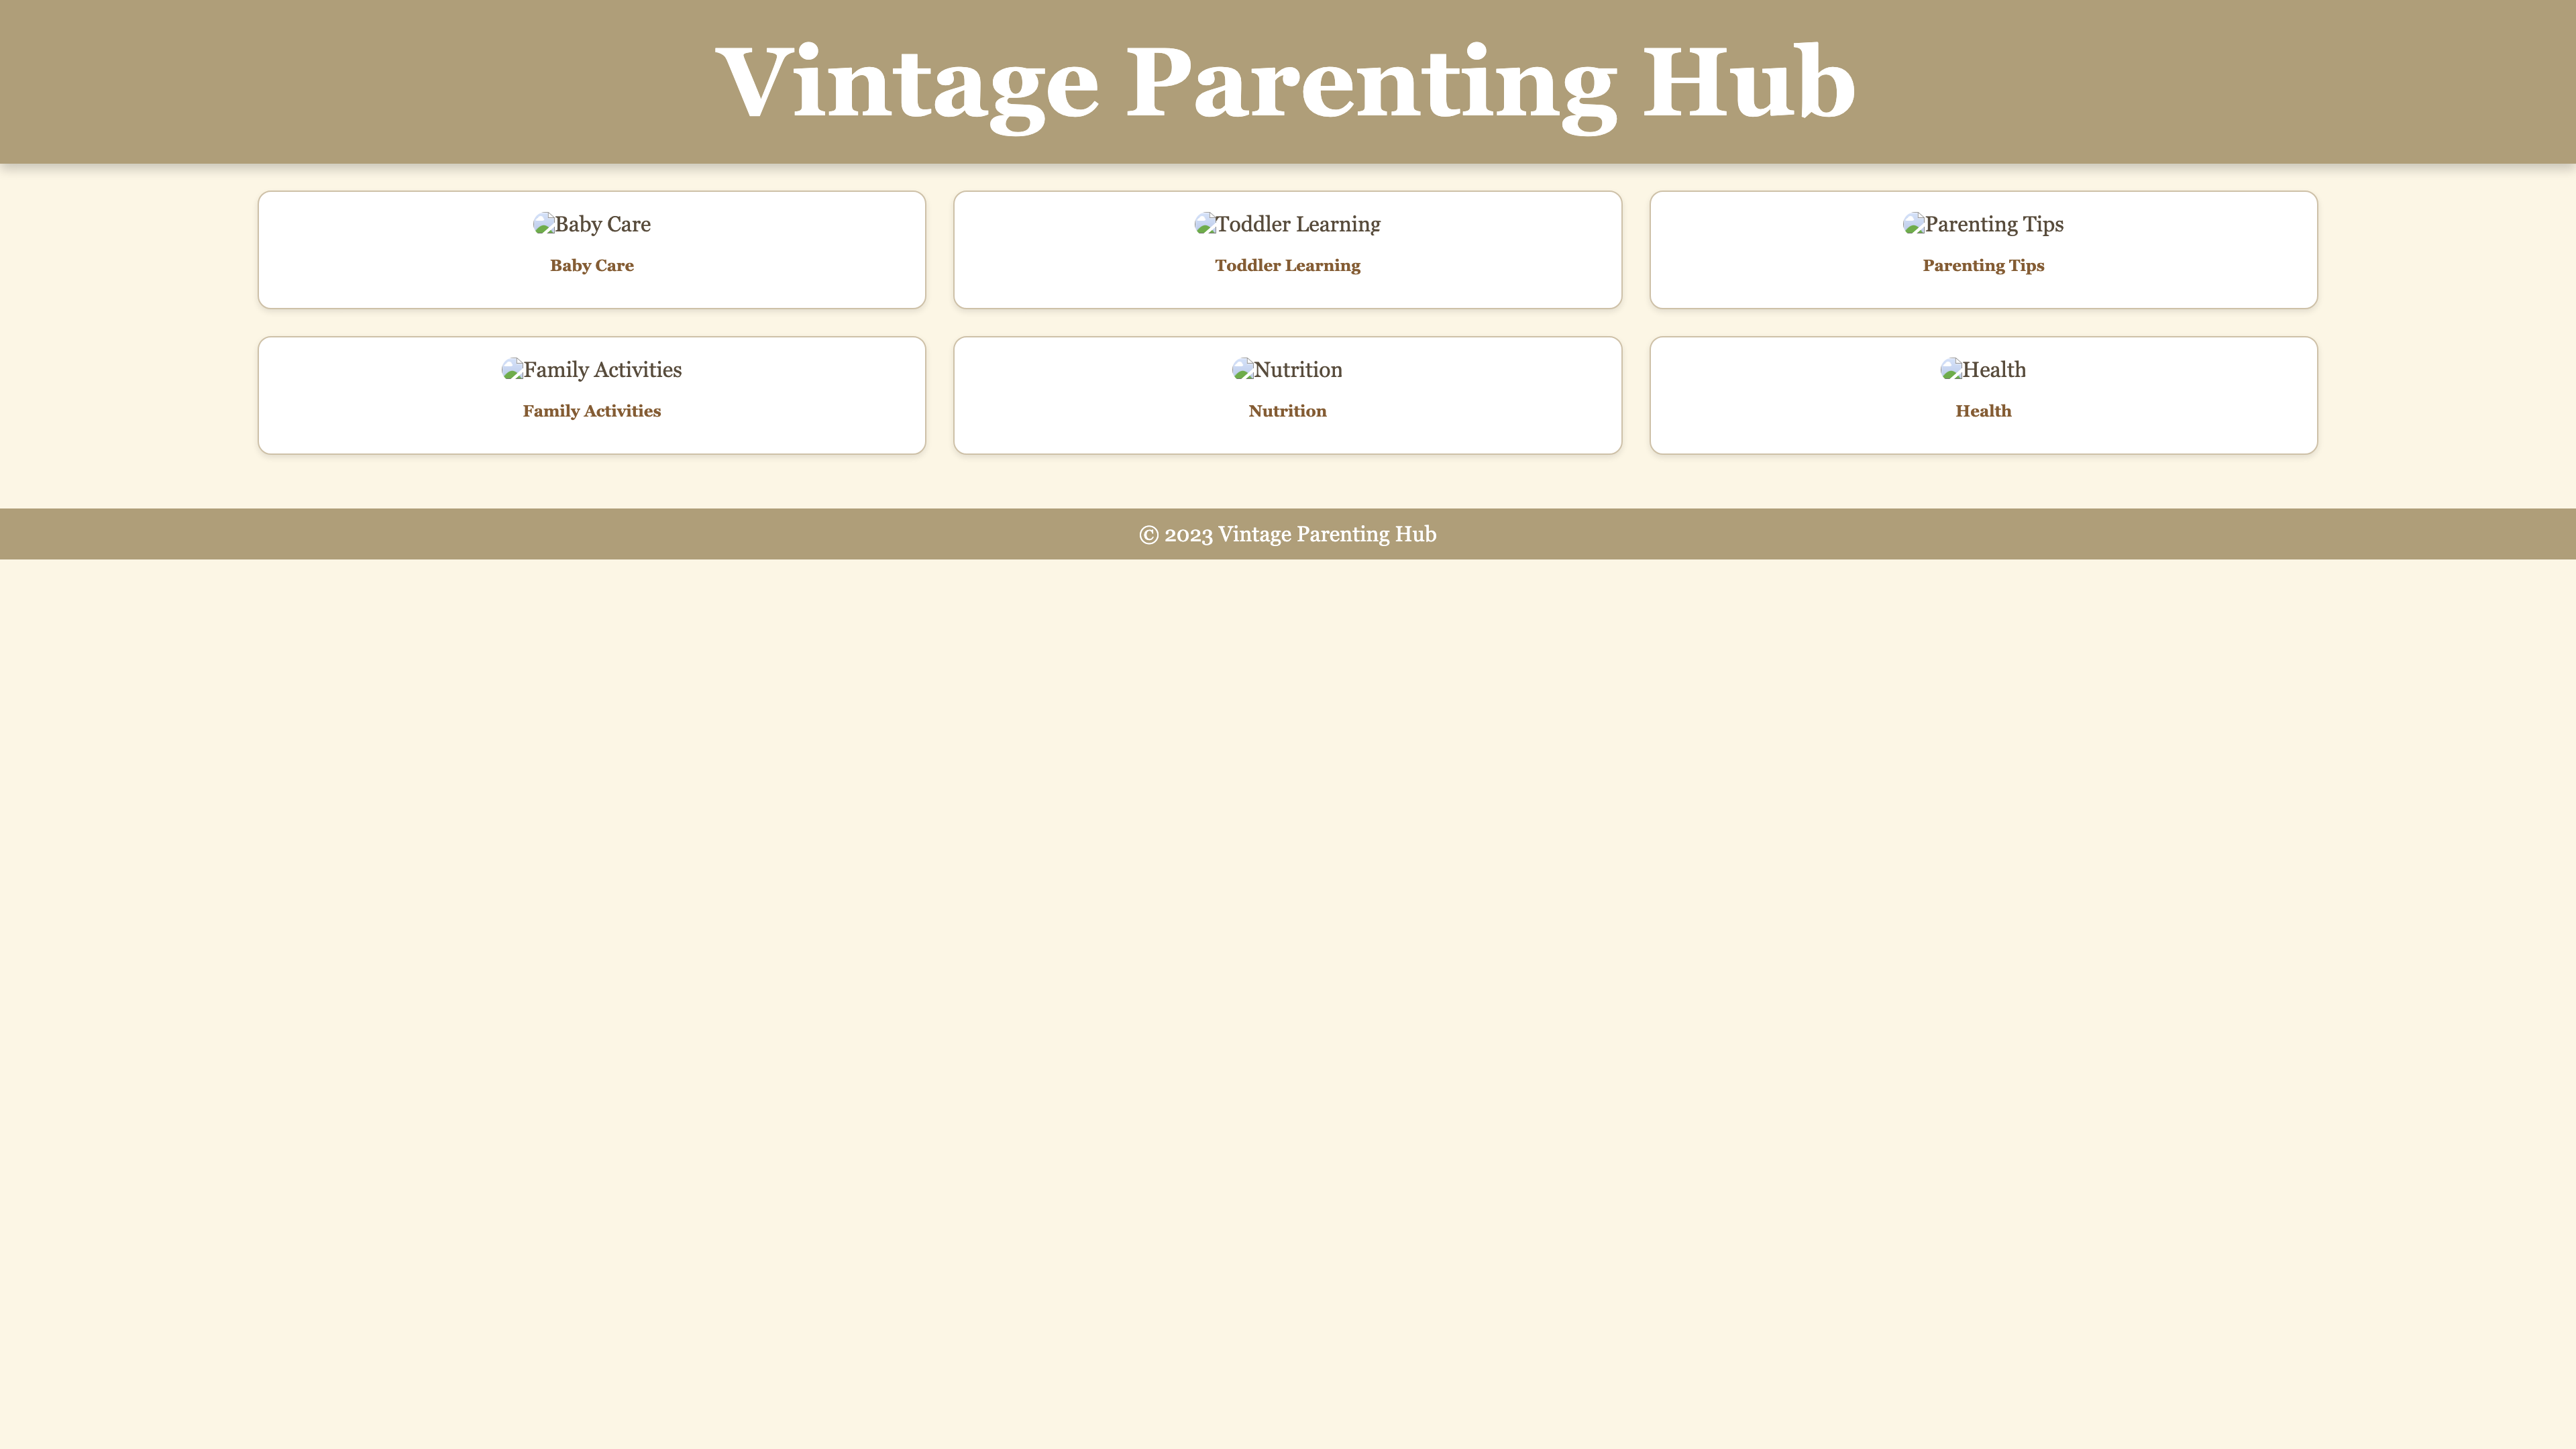 Vintage Parenting Hub
Baby Care
Baby Care
Toddler Learning
Toddler Learning
Parenting Tips
Parenting Tips
Family Activities
Family Activities
Nutrition
Nutrition
Health
Health
© 2023 Vintage Parenting Hub